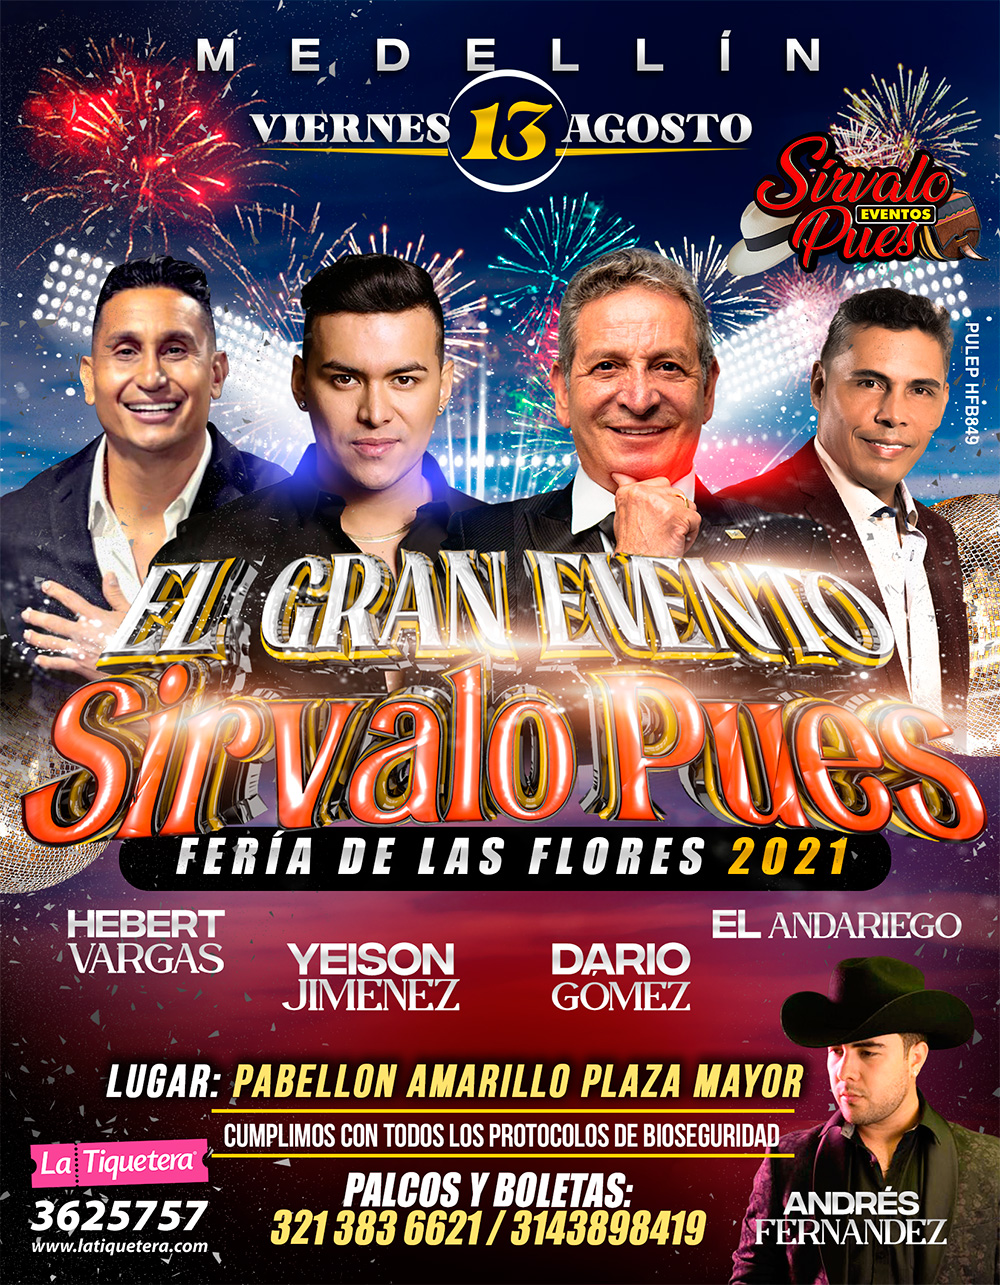 MEDELLÍN
VIERNES 13 AGOSTO
Sírvalo
EVENTOS
Pues
PULEP HFB849
EL GRAN EVENTO
Sirvalo Pues
FERÍA DE LAS FLORES 2021
HEBERT
VARGAS
YEISON
JIMENEZ
DARIO
GÓMEZ
EL ANDARIEGO
LUGAR: PABELLON AMARILLO PLAZA MAYOR
CUMPLIMOS CON TODOS LOS PROTOCOLOS DE BIOSEGURIDAD
La Tiquetera
3625757
www.latiquetera.com
PALCOS Y BOLETAS:
321 383 6621 / 3143898419
ANDRÉS
FERNANDEZ